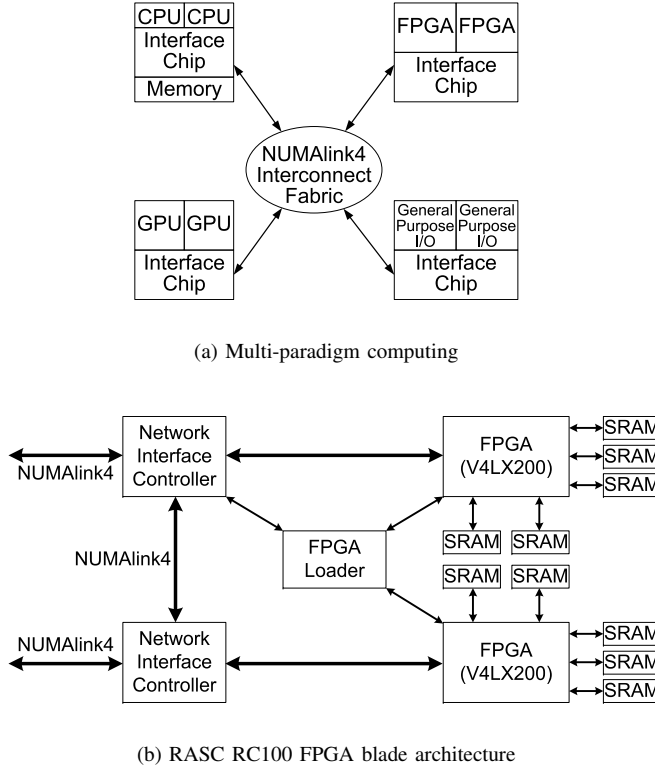 CPU CPU
Interface
Chip
Memory
FPGA FPGA
Interface
Chip
NUMAlink4
Interconnect
Fabric
GPU GPU
Interface
Chip
General General
Purpose Purpose
I/O I/O
Interface
Chip
(a) Multi-paradigm computing
NUMAlink4
Network
Interface
Controller
FPGA
(V4LX200)
SRAM
SRAM
SRAM
SRAM SRAM
NUMAlink4
FPGA
Loader
SRAM SRAM
NUMAlink4
Network
Interface
Controller
FPGA
(V4LX200)
SRAM
SRAM
SRAM
(b) RASC RC100 FPGA blade architecture